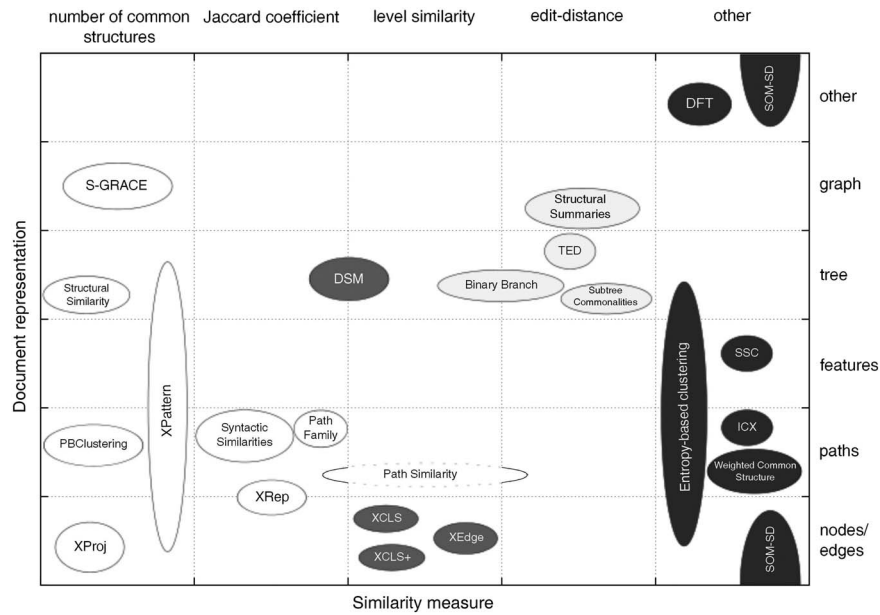 number of common
structures
Jaccard coefficient
level similarity
edit-distance
other
DFT
SOM-SD
other
S-GRACE
Structural
Summaries
graph
TED
DSM
Structural
Similarity
Binary Branch
Subtree
Commonalities
tree
XPattern
Entropy-based clustering
SSC
features
PBClustering
Syntactic
Similarities
Path
Family
ICX
Path Similarity
Weighted Common
Structure
paths
XRep
XCLS
XProj
XEdge
XCLS+
SOM-SD
nodes/
edges
Document representation
Similarity measure